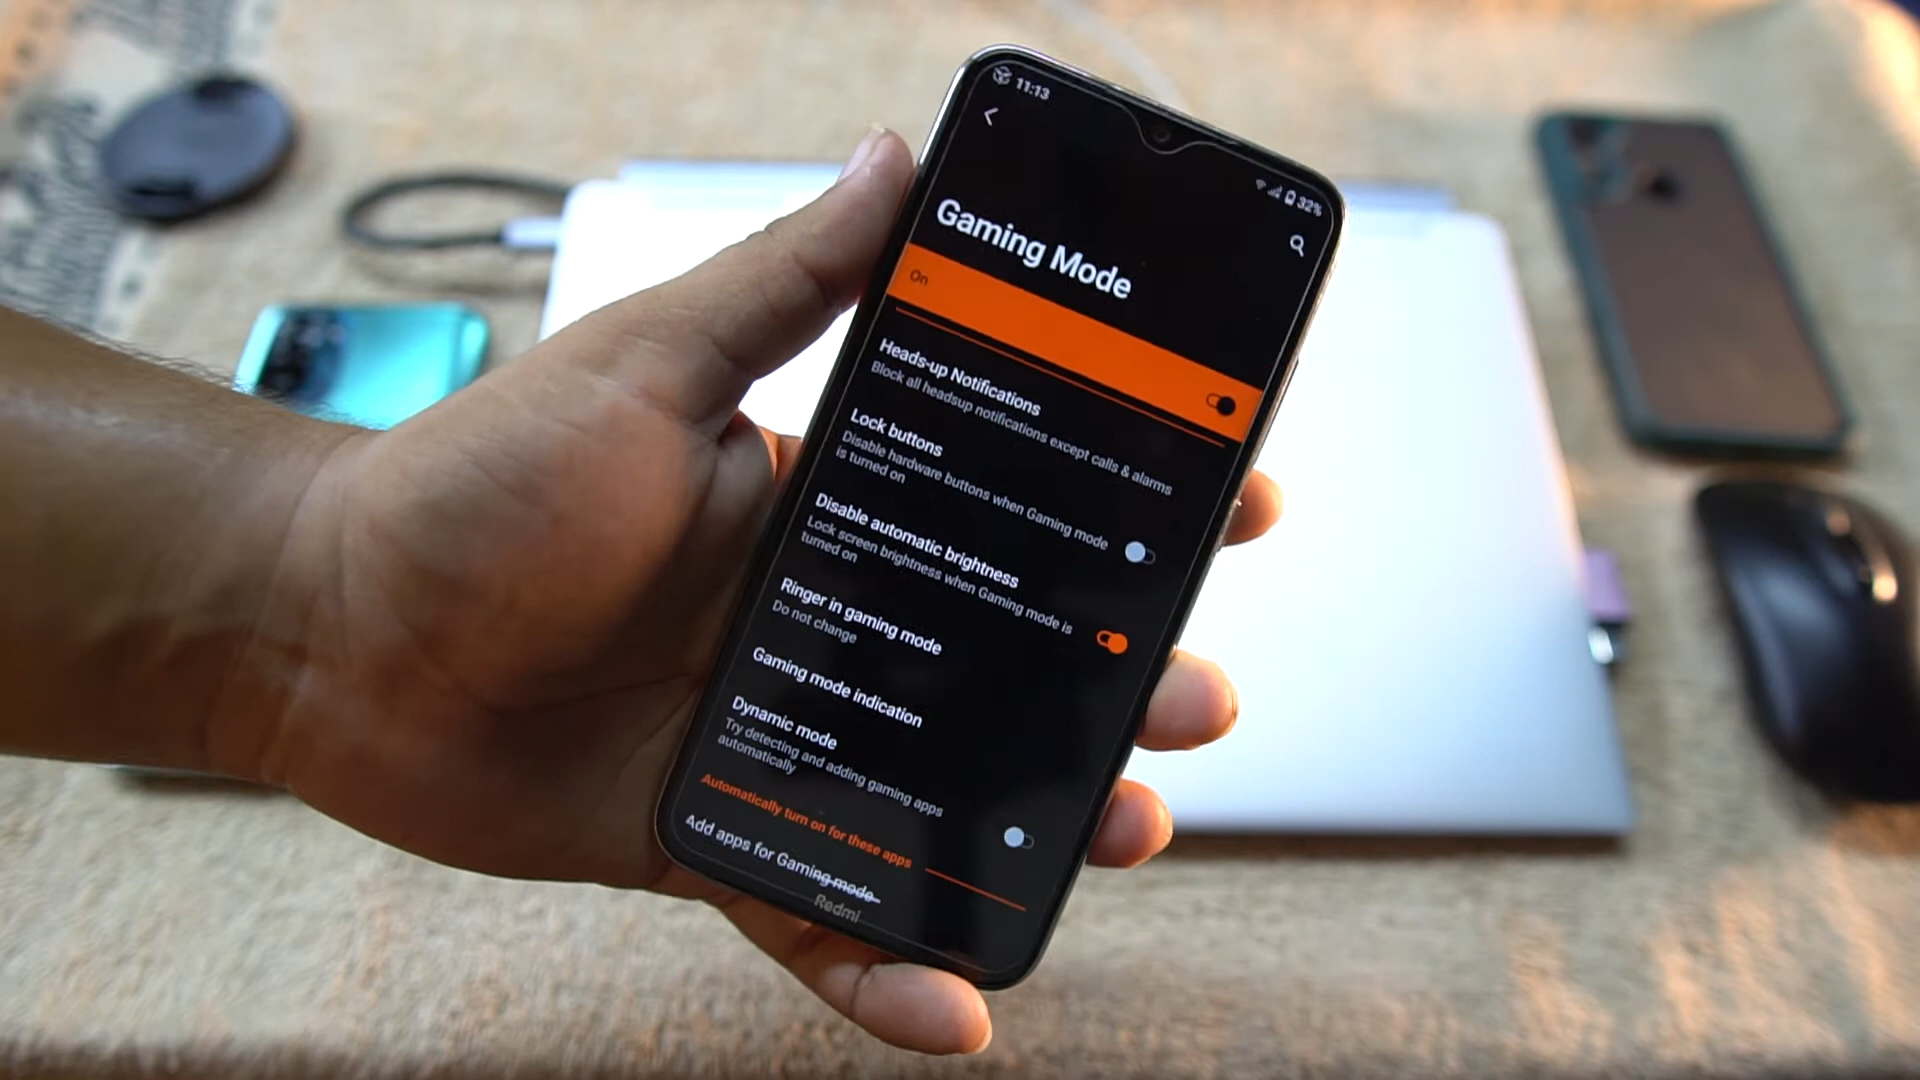 11:13
32%
Gaming Mode
On
Heads-up Notifications
Block all headsup notifications except calls & alarms
Lock buttons
Disable hardware buttons when Gaming mode
is turned on
Disable automatic brightness
Lock screen brightness when Gaming mode is
turned on
Ringer in gaming mode
Do not change
Gaming mode indication
Dynamic mode
Try detecting and adding gaming apps
automatically
Automatically turn on for these apps
Add apps for Gaming mode
Redmi